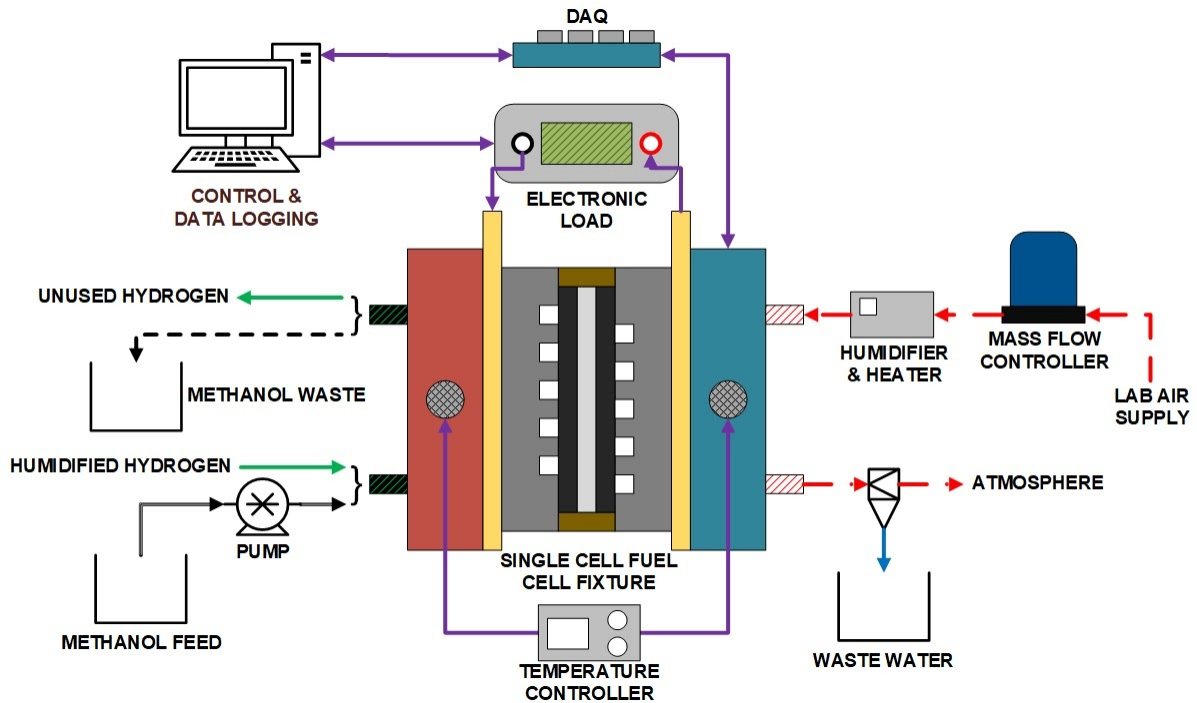 DAQ
CONTROL &
DATA LOGGING
ELECTRONIC
LOAD
UNUSED HYDROGEN
METHANOL WASTE
HUMIDIFIER
& HEATER
MASS FLOW
CONTROLLER
LAB AIR
SUPPLY
HUMIDIFIED HYDROGEN
PUMP
METHANOL FEED
SINGLE CELL FUEL
CELL FIXTURE
ATMOSPHERE
WASTE WATER
TEMPERATURE
CONTROLLER